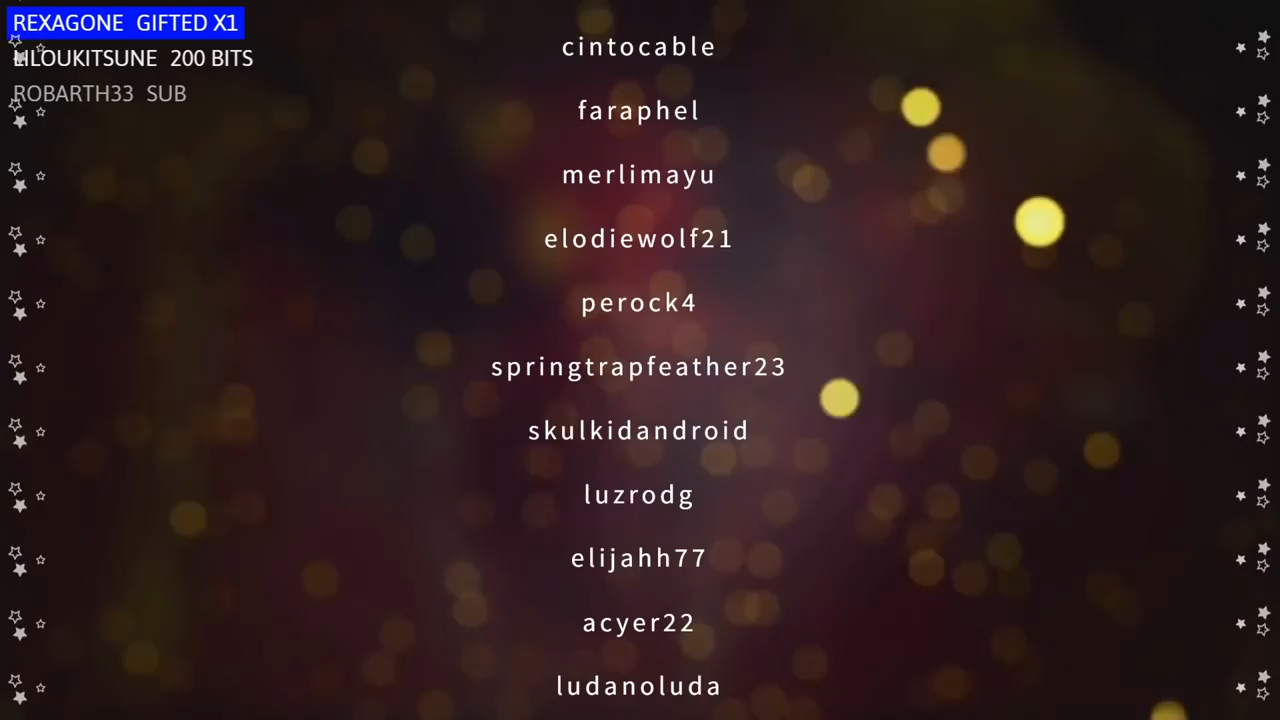 REXAGONE GIFTED X1
LILOUKITSUNE 200 BITS
ROBARTH33 SUB
cintocable
faraphel
merlimayu
elodiewolf21
perock4
springtrapfeather23
skulkidandroid
luzrodg
elijahh77
acyer22
ludanoluda